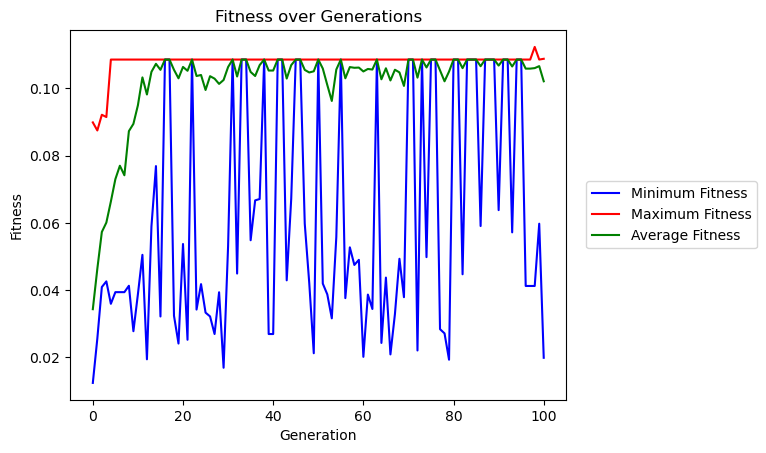 Fitness over Generations
Fitness
0.10
0.08
0.06
0.04
0.02
0
20
40
60
80
100
Generation
Minimum Fitness
Maximum Fitness
Average Fitness